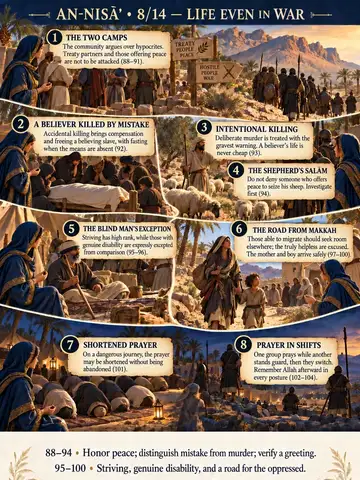 AN-NISĀ’ • 8/14 — LIFE EVEN IN WAR
1 THE TWO CAMPS
The community argues over hypocrites.
Treaty partners and those offering peace
are not to be attacked (88–91).
TREATY
PEOPLE
PEACE
HOSTILE
PEOPLE
WAR
2 A BELIEVER KILLED BY MISTAKE
Accidental killing brings compensation
and freeing a believing slave, with fasting
when the means are absent (92).
3 INTENTIONAL KILLING
Deliberate murder is treated with the
gravest warning. A believer’s life is
never cheap (93).
4 THE SHEPHERD’S SALĀM
Do not deny someone who offers
peace to seize his sheep. Investigate
first (94).
5 THE BLIND MAN’S EXCEPTION
Striving has high rank, while those with
genuine disability are expressly excepted
from comparison (95–96).
6 THE ROAD FROM MAKKAH
Those able to migrate should seek room
elsewhere; the truly helpless are excused.
The mother and boy arrive safely (97–100).
7 SHORTENED PRAYER
On a dangerous journey, the prayer
may be shortened without being
abandoned (101).
8 PRAYER IN SHIFTS
One group prays while another
stands guard, then they switch.
Remember Allah afterward in
every posture (102–104).
88–94 • Honor peace; distinguish mistake from murder; verify a greeting.
95–100 • Striving, genuine disability, and a road for the oppressed.